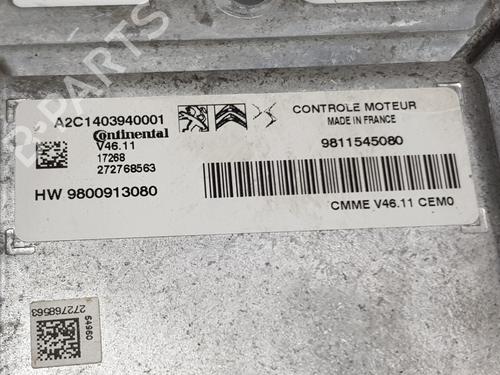 A2C1403940001
Continental
V46.11
17268
272768563
HW 9800913080
CONTROLE MOTEUR
MADE IN FRANCE
9811545080
CMME V46.11 CEM0
54960
272768563
B-PARTS